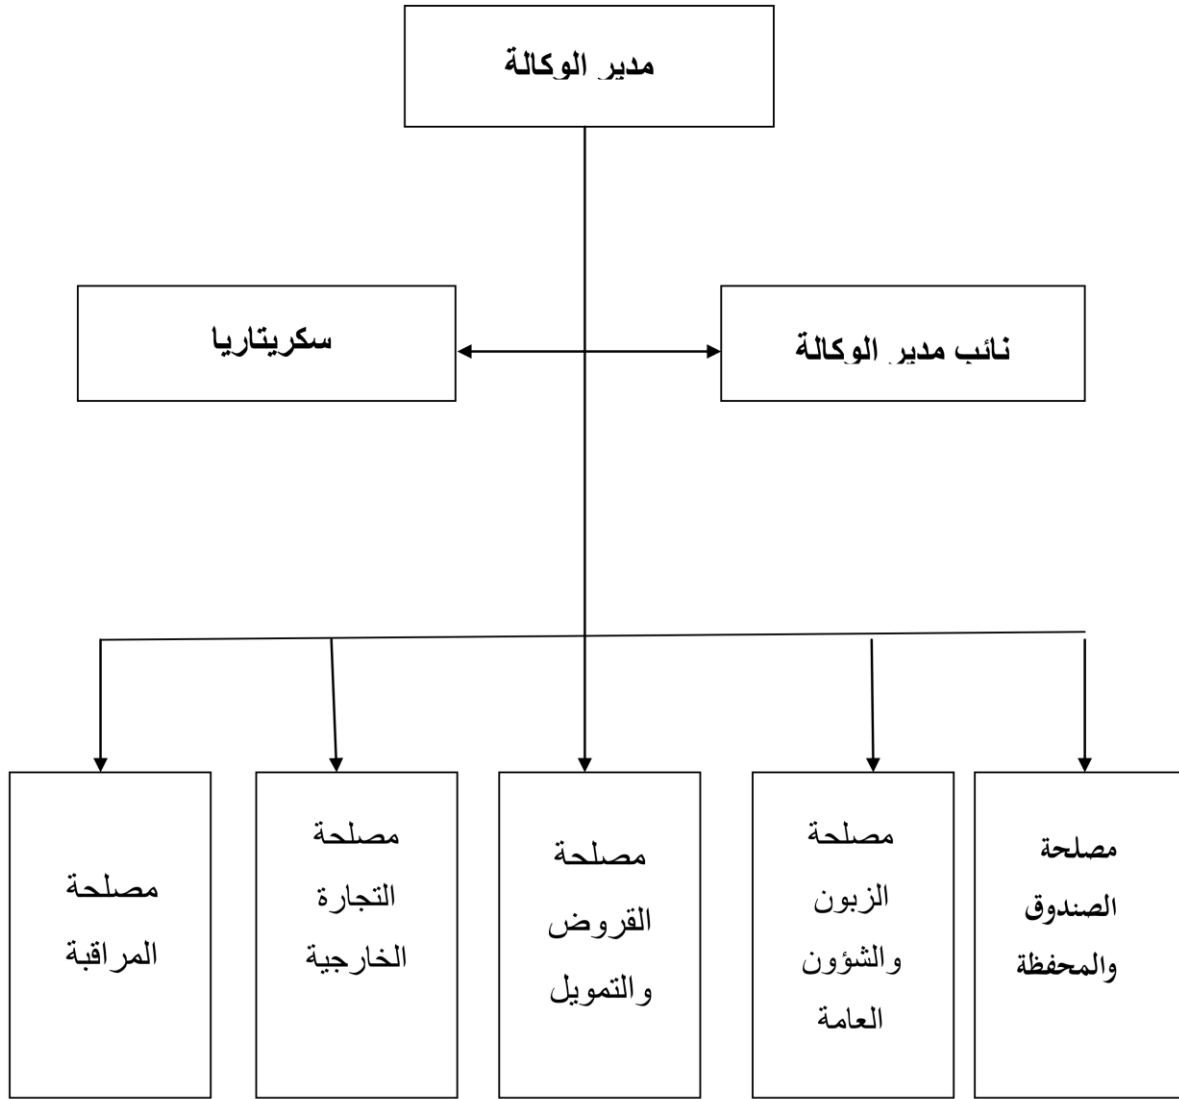 مدير الوكالة
نائب مدير الوكالة
سكريتاريا
مصلحة
الصندوق
والمحفظة
مصلحة
الزبون
والشؤون
العامة
مصلحة
القروض
والتمويل
مصلحة
التجارة
الخارجية
مصلحة
المراقبة